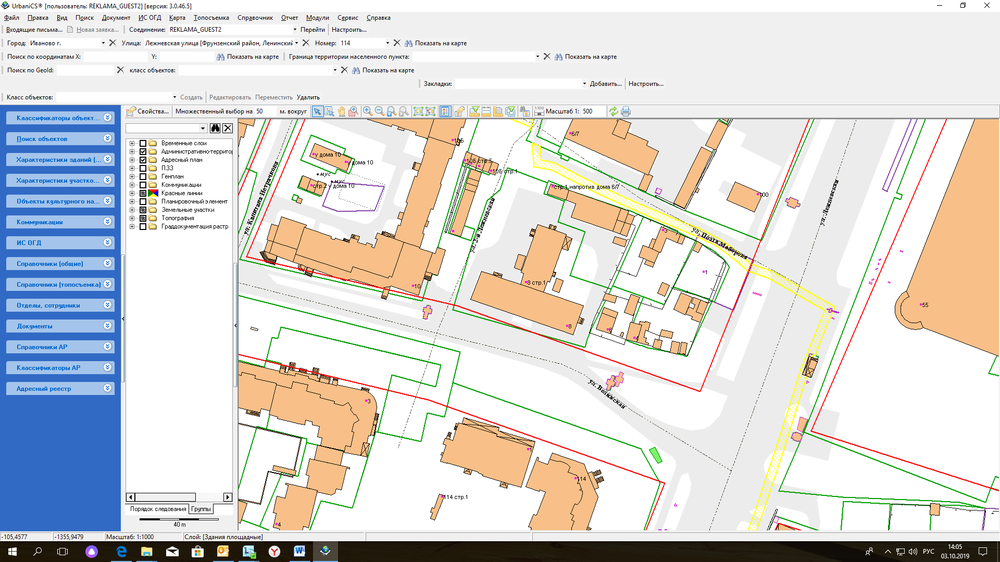 UrbaniCS® [пользователь: REKLAMA_GUEST2] [версия: 3.0.46.5]
Файл Правка Вид Поиск Документ ИС ОГД Карта Топосъемка Справочник Отчет Модули Сервис Справка
Входящие письма... Новая заявка... Соединение: REKLAMA_GUEST2 Перейти Настроить...
Город: Иваново г. Улица: Лежневская улица [Фрунзенский район, Ленинский Номер: 114 Показать на карте
Поиск по координатам X: Y: Показать на карте Граница территории населенного пункта: Показать на карте
Поиск по GeoId: класс объектов: Показать на карте
Закладки: Добавить... Настроить...
Класс объектов: Создать Редактировать Переместить Удалить
Свойства... Множественный выбор на 50 м. вокруг 1:100 Масштаб 1: 500
Классификаторы объект...
Поиск объектов
Характеристики зданий (...
Характеристики участко...
Объекты культурного на...
Коммуникации
ИС ОГД
Справочники (общие)
Справочники (топосъемка)
Отделы, сотрудники
Документы
Справочники АР
Классификаторы АР
Адресный реестр
Временные слои
Административно-территор
Адресный план
ПЗЗ
Генплан
Коммуникации
Красные линии
Планировочный элемент
Земельные участки
Топография
Граддокументация растр
Порядок следования Группы
40 m
10Б
6/7
у дома 10
у дома 10
10Б стр.5
10Б стр.1
мус
мус
стр.2 у дома 10
стр.1 напротив дома 6/7
100
ул. Капитана Петрачкова
ул. 2-я Лежневская
ул. Лежневская
3
ул. Поэта Майорова
1
10
8 стр.1
55
8
6
4
ул. Велижская
3
1
114
114 стр.1
4
-105,4577 -1355,9479 Масштаб: 1:1000 Слой: [Здания площадные]
РУС 14:05
03.10.2019